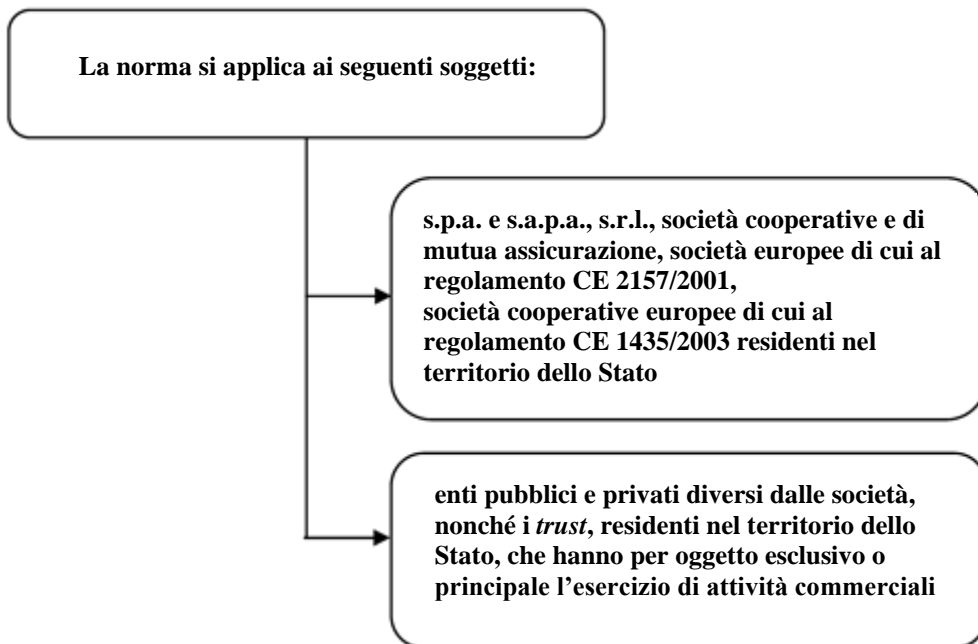 La norma si applica ai seguenti soggetti:
s.p.a. e s.a.p.a., s.r.l., società cooperative e di
mutua assicurazione, società europee di cui al
regolamento CE 2157/2001,
società cooperative europee di cui al
regolamento CE 1435/2003 residenti nel
territorio dello Stato
enti pubblici e privati diversi dalle società,
nonché i trust, residenti nel territorio dello
Stato, che hanno per oggetto esclusivo o
principale l’esercizio di attività commerciali